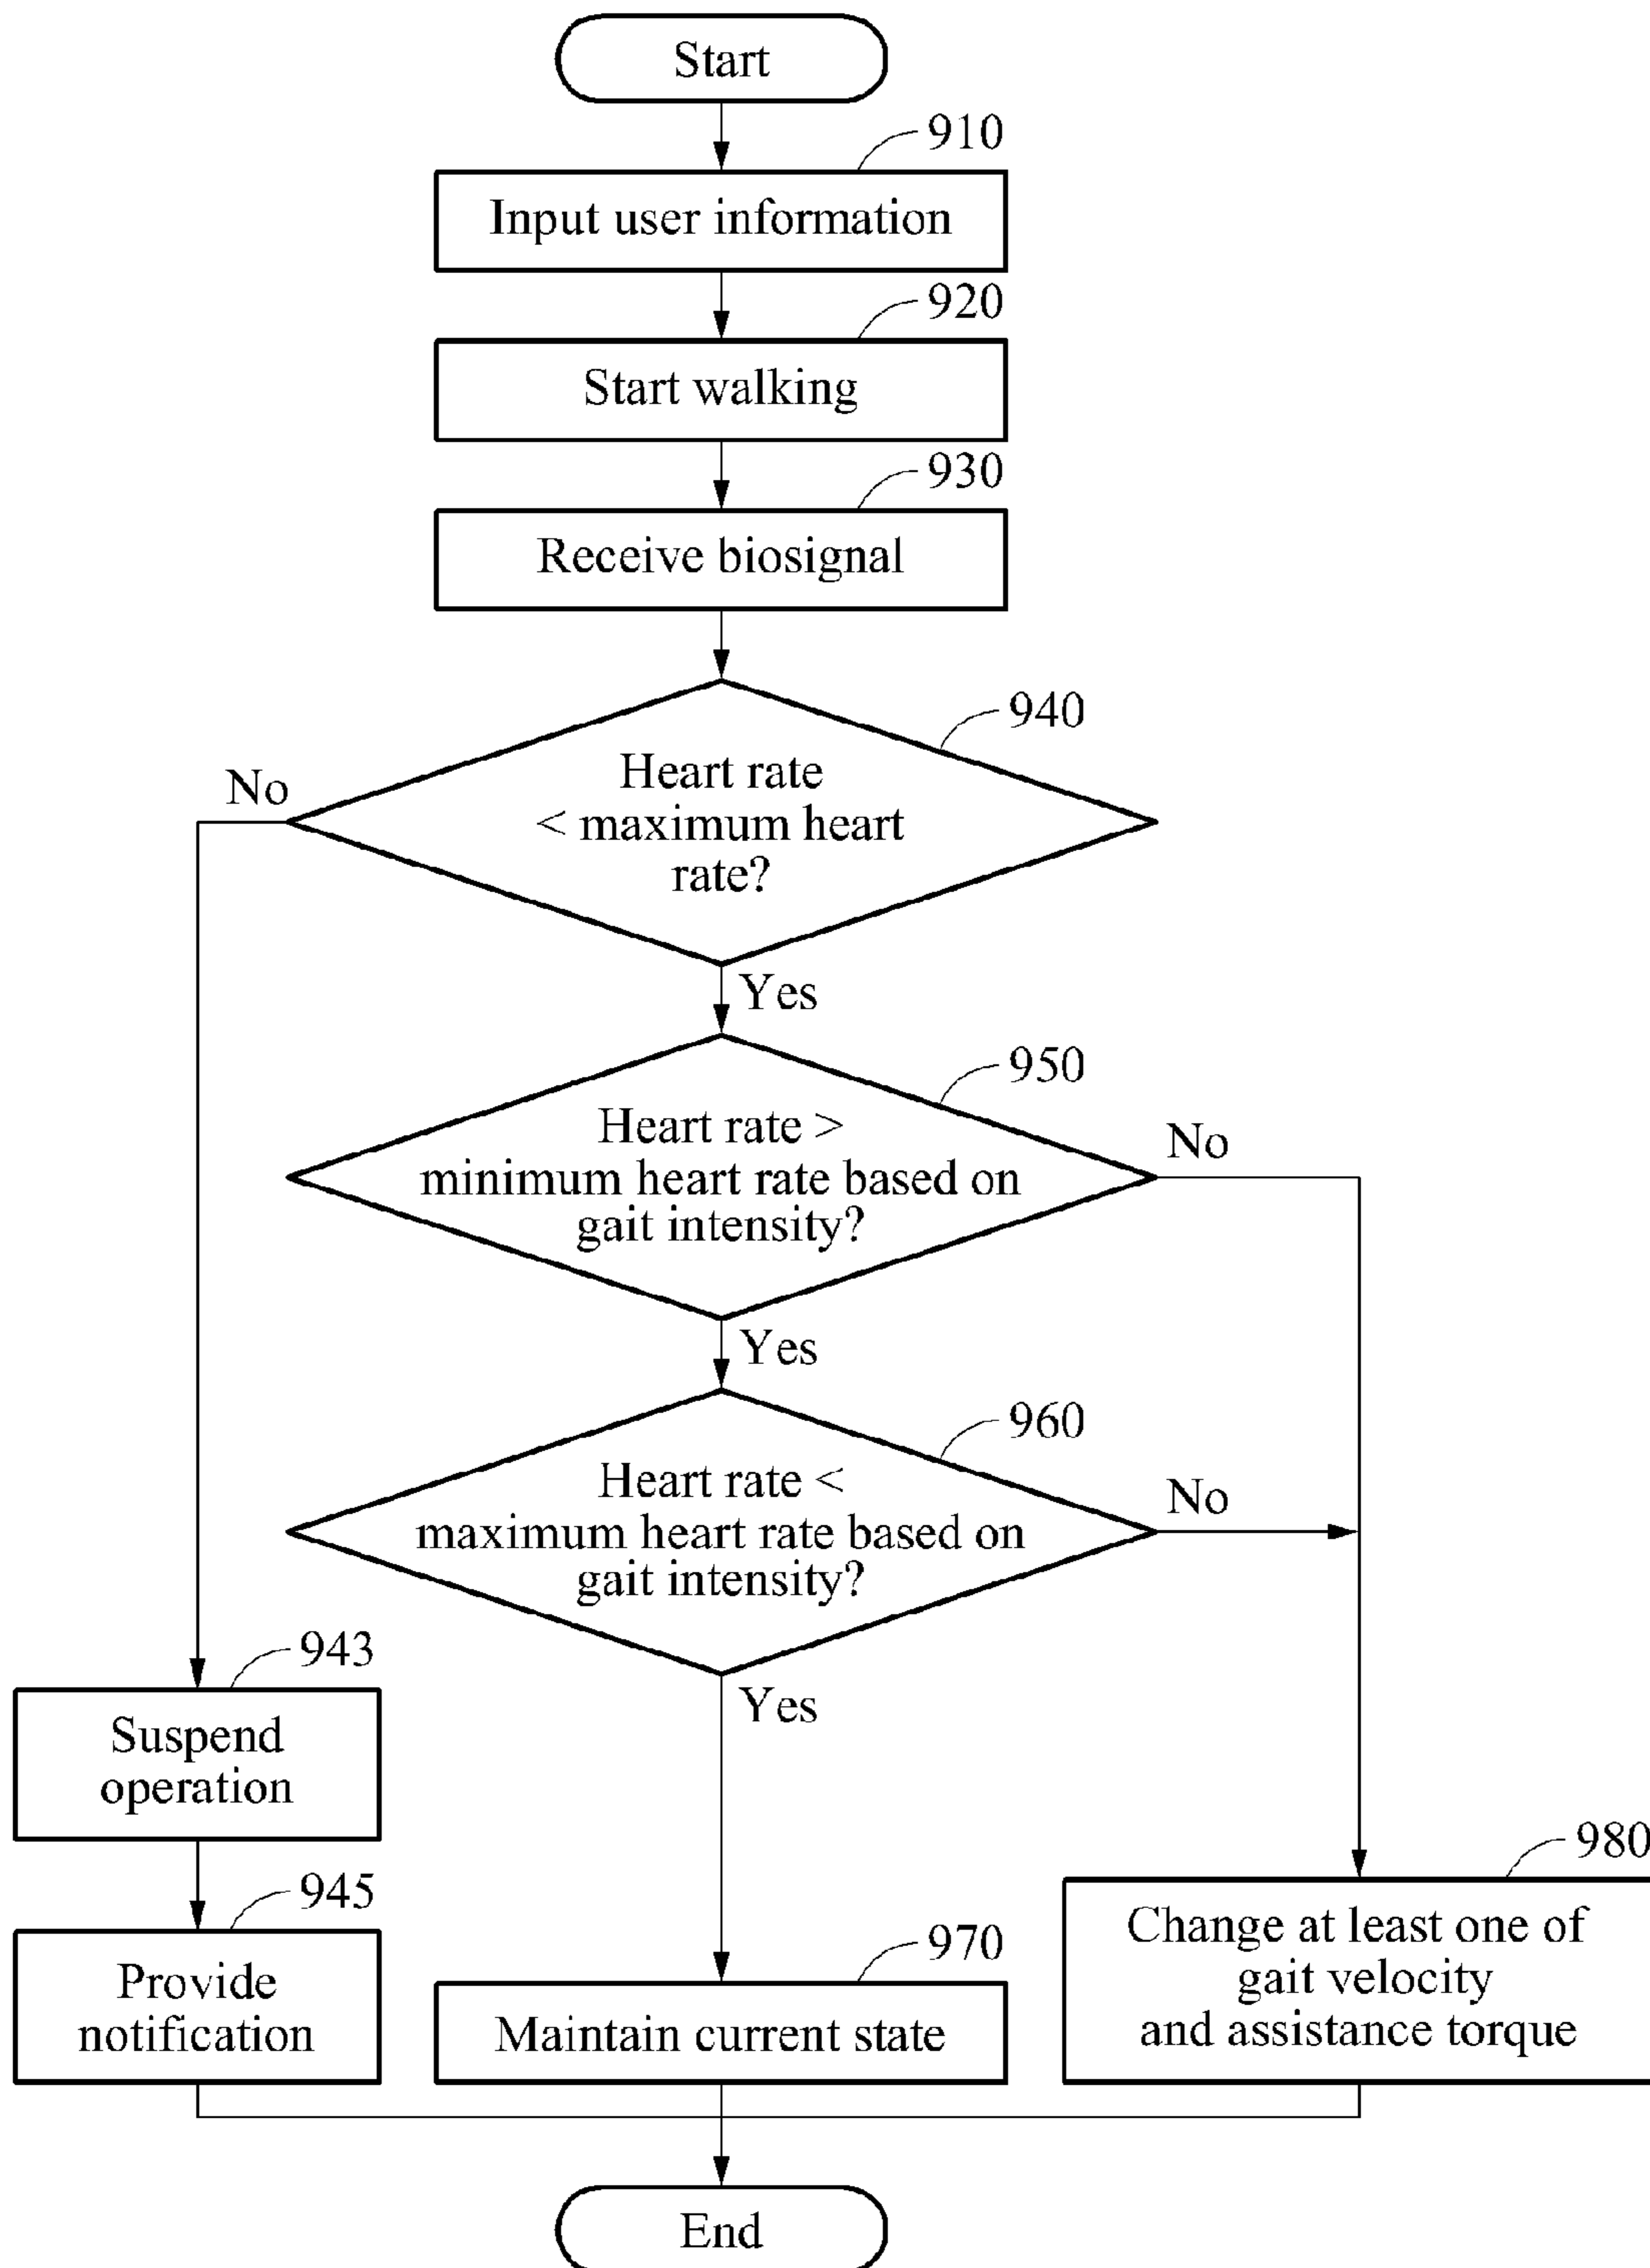 Start
910
Input user information
920
Start walking
930
Receive biosignal
940
Heart rate
< maximum heart
rate?
No
Yes
950
Heart rate >
minimum heart rate based on
gait intensity?
No
Yes
960
Heart rate <
maximum heart rate based on
gait intensity?
No
Yes
943
Suspend
operation
945
Provide
notification
970
Maintain current state
980
Change at least one of
gait velocity
and assistance torque
End